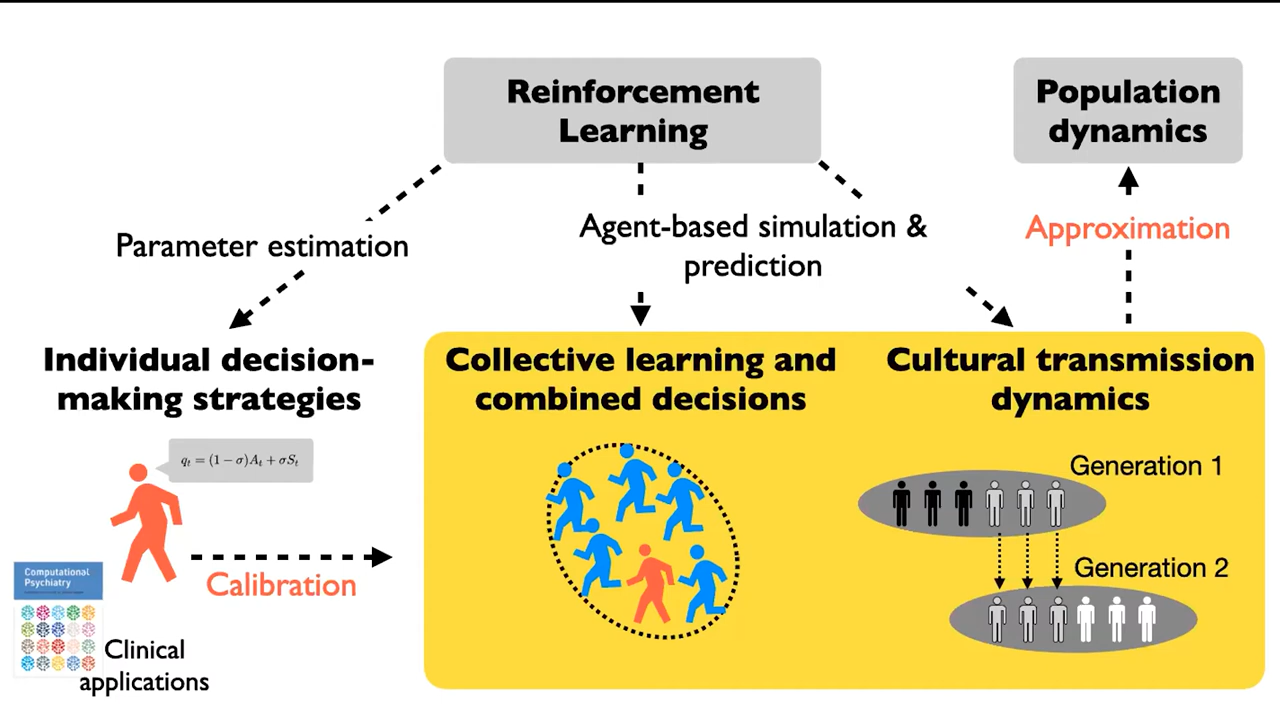 Reinforcement
Learning
Population
dynamics
Parameter estimation
Agent-based simulation &
prediction
Approximation
Individual decision-
making strategies
Collective learning and
combined decisions
Cultural transmission
dynamics
qₜ = (1 − σ)Aₜ + σSₜ
Generation 1
Generation 2
Calibration
Computational
Psychiatry
Clinical
applications